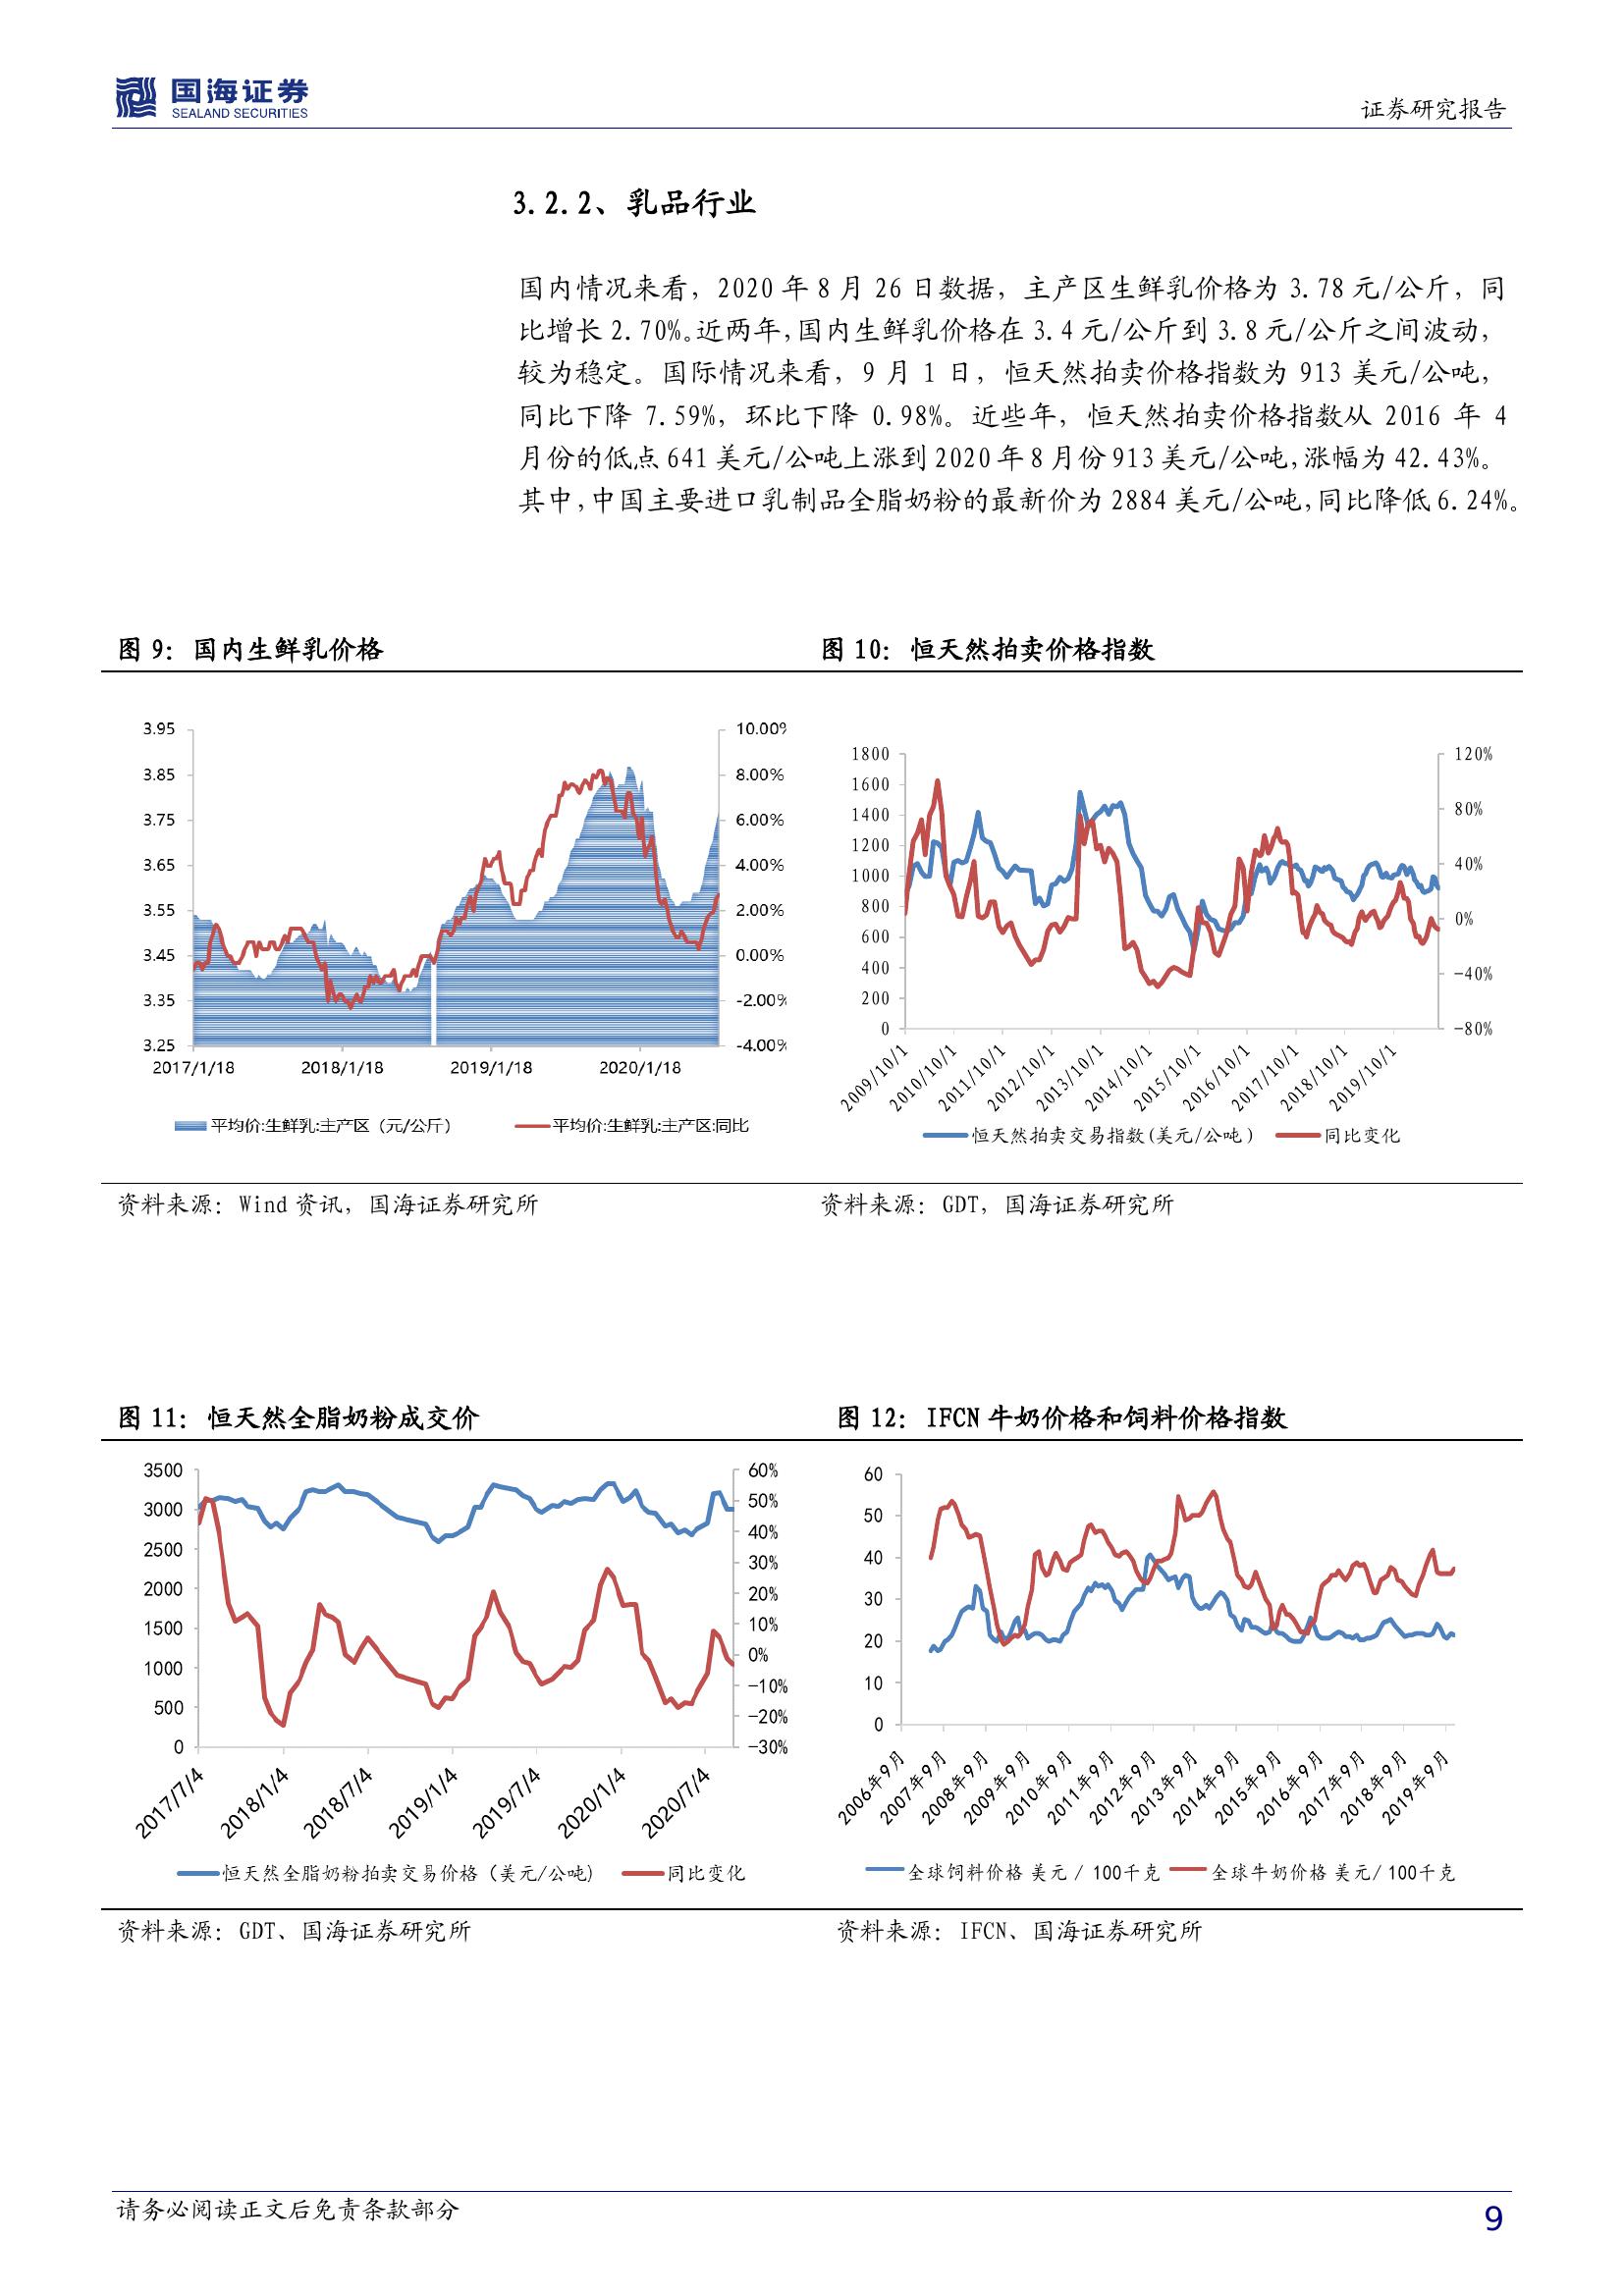 国海证券
SEALAND SECURITIES
证券研究报告
3.2.2、乳品行业
国内情况来看，2020 年 8 月 26 日数据，主产区生鲜乳价格为 3.78 元/公斤，同
比增长 2.70%。近两年，国内生鲜乳价格在 3.4 元/公斤到 3.8 元/公斤之间波动，
较为稳定。国际情况来看，9 月 1 日，恒天然拍卖价格指数为 913 美元/公吨，
同比下降 7.59%，环比下降 0.98%。近些年，恒天然拍卖价格指数从 2016 年 4
月份的低点 641 美元/公吨上涨到 2020 年 8 月份 913 美元/公吨，涨幅为 42.43%。
其中，中国主要进口乳制品全脂奶粉的最新价为 2884 美元/公吨，同比降低 6.24%。
图 9：国内生鲜乳价格
3.95
3.85
3.75
3.65
3.55
3.45
3.35
3.25
10.00%
8.00%
6.00%
4.00%
2.00%
0.00%
-2.00%
-4.00%
2017/1/18 2018/1/18 2019/1/18 2020/1/18
平均价:生鲜乳:主产区（元/公斤） 平均价:生鲜乳:主产区:同比
资料来源：Wind 资讯，国海证券研究所
图 10：恒天然拍卖价格指数
1800
1600
1400
1200
1000
800
600
400
200
0
120%
80%
40%
0%
-40%
-80%
2009/10/1 2010/10/1 2011/10/1 2012/10/1 2013/10/1 2014/10/1 2015/10/1 2016/10/1 2017/10/1 2018/10/1 2019/10/1
恒天然拍卖交易指数(美元/公吨) 同比变化
资料来源：GDT，国海证券研究所
图 11：恒天然全脂奶粉成交价
3500
3000
2500
2000
1500
1000
500
0
60%
50%
40%
30%
20%
10%
0%
-10%
-20%
-30%
2017/7/4 2018/1/4 2018/7/4 2019/1/4 2019/7/4 2020/1/4 2020/7/4
恒天然全脂奶粉拍卖交易价格（美元/公吨） 同比变化
资料来源：GDT、国海证券研究所
图 12：IFCN 牛奶价格和饲料价格指数
60
50
40
30
20
10
0
2006年9月 2007年9月 2008年9月 2009年9月 2010年9月 2011年9月 2012年9月 2013年9月 2014年9月 2015年9月 2016年9月 2017年9月 2018年9月 2019年9月
全球饲料价格 美元 / 100千克 全球牛奶价格 美元/ 100千克
资料来源：IFCN、国海证券研究所
请务必阅读正文后免责条款部分
9